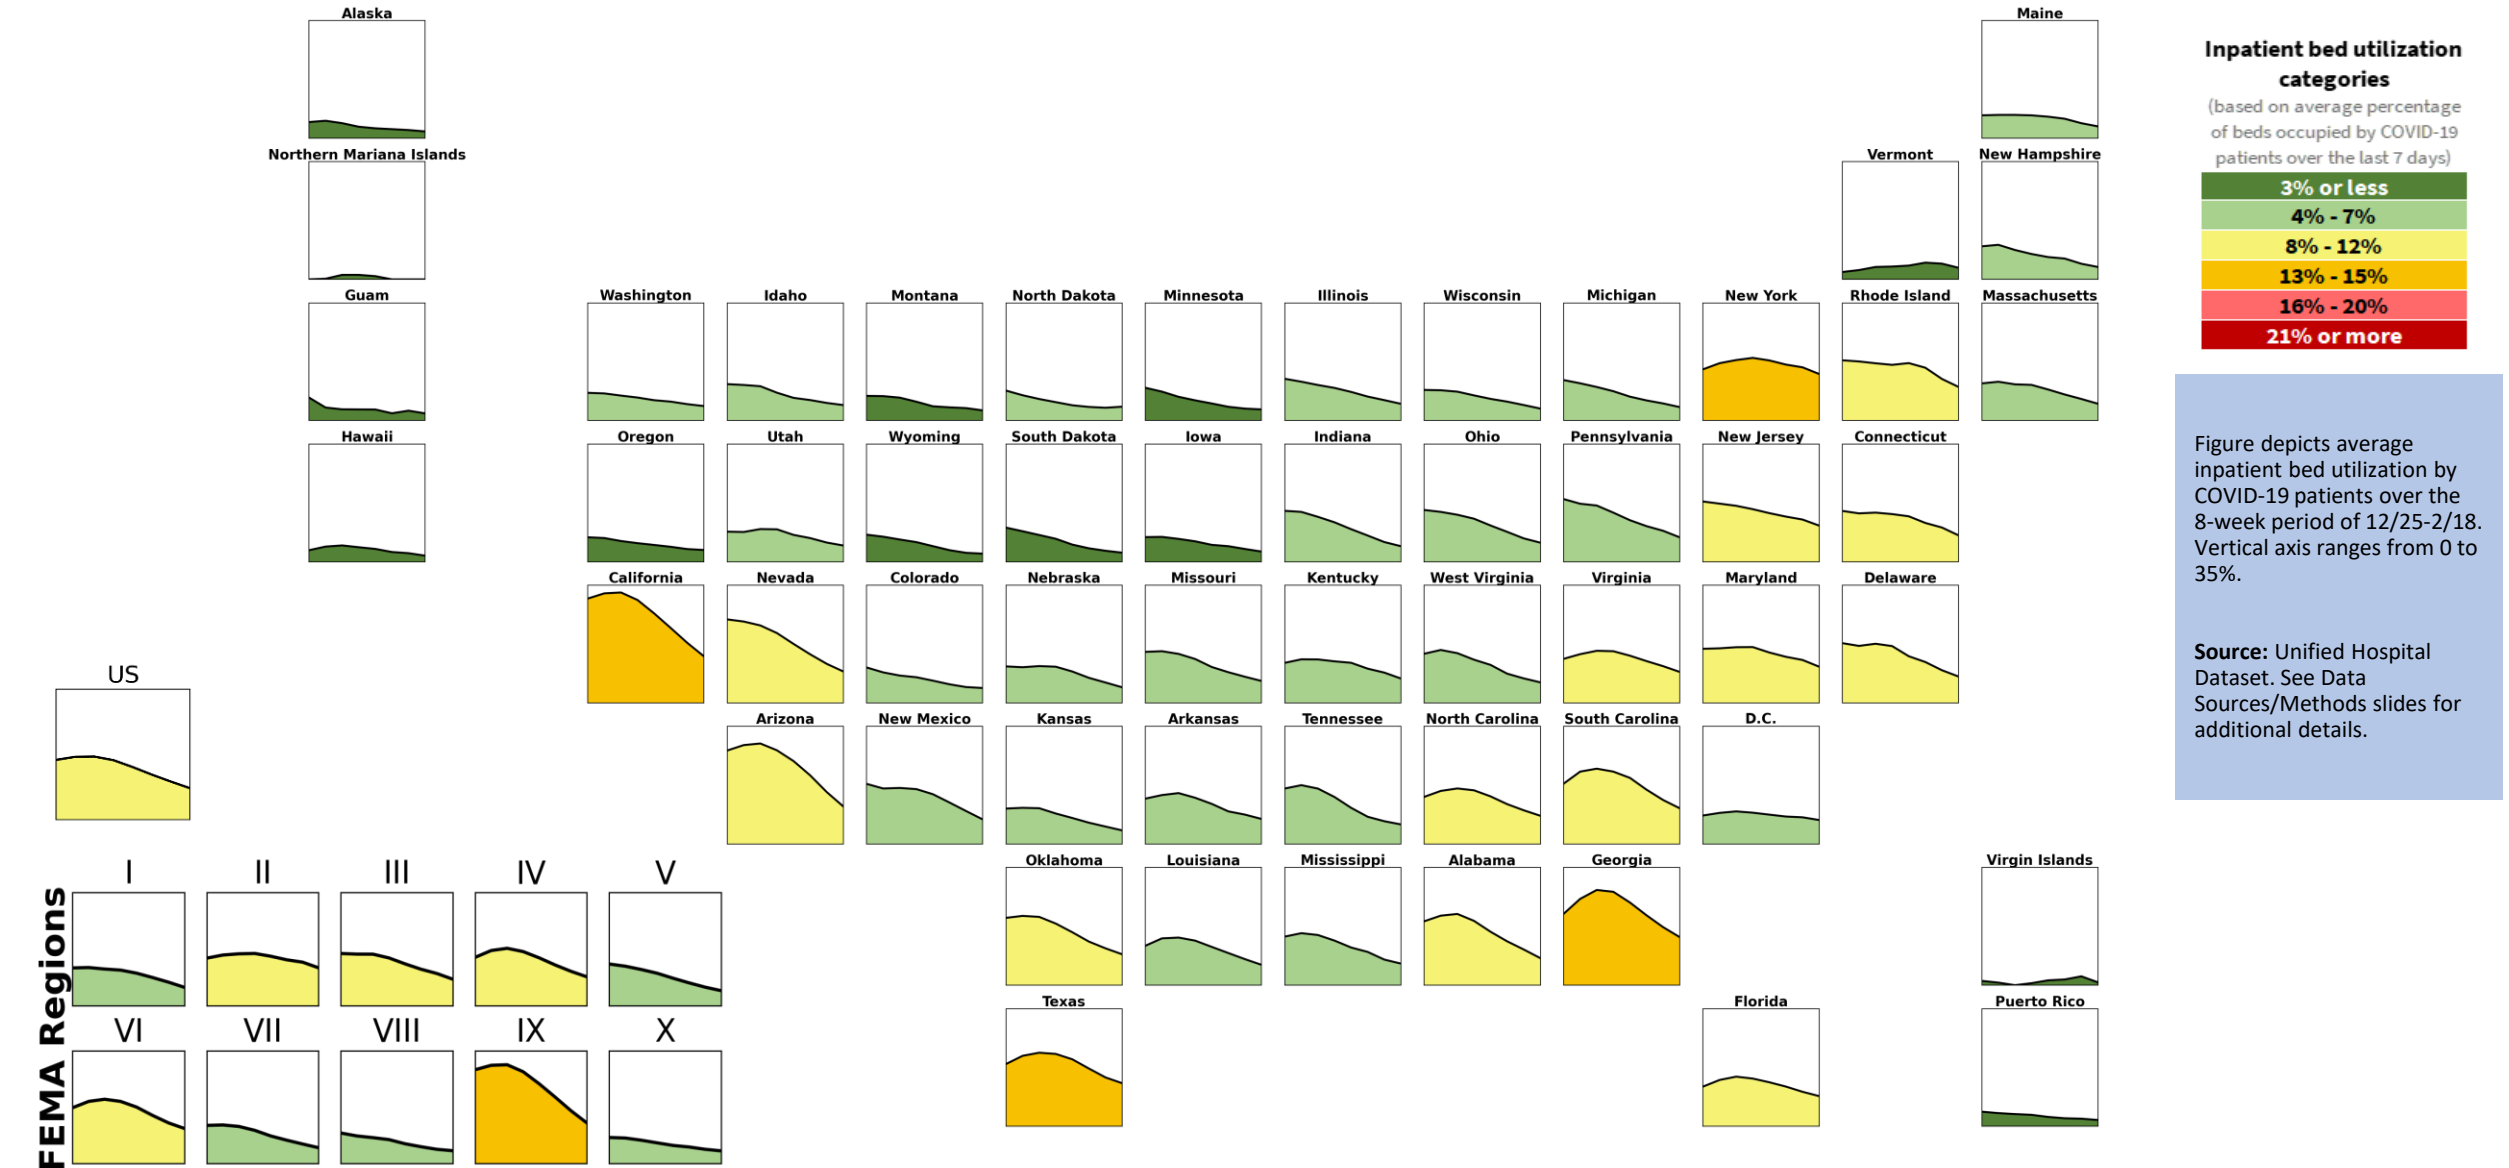 Alaska
Maine
Inpatient bed utilization
categories
(based on average percentage
of beds occupied by COVID-19
patients over the last 7 days)
3% or less
4% - 7%
8% - 12%
13% - 15%
16% - 20%
21% or more
Northern Mariana Islands
Vermont
New Hampshire
Guam
Washington
Idaho
Montana
North Dakota
Minnesota
Illinois
Wisconsin
Michigan
New York
Rhode Island
Massachusetts
Hawaii
Oregon
Utah
Wyoming
South Dakota
Iowa
Indiana
Ohio
Pennsylvania
New Jersey
Connecticut
Figure depicts average
inpatient bed utilization by
COVID-19 patients over the
8-week period of 12/25-2/18.
Vertical axis ranges from 0 to
35%.
California
Nevada
Colorado
Nebraska
Missouri
Kentucky
West Virginia
Virginia
Maryland
Delaware
Source: Unified Hospital
Dataset. See Data
Sources/Methods slides for
additional details.
US
Arizona
New Mexico
Kansas
Arkansas
Tennessee
North Carolina
South Carolina
D.C.
Oklahoma
Louisiana
Mississippi
Alabama
Georgia
Virgin Islands
Texas
Florida
Puerto Rico
FEMA Regions
I
II
III
IV
V
VI
VII
VIII
IX
X